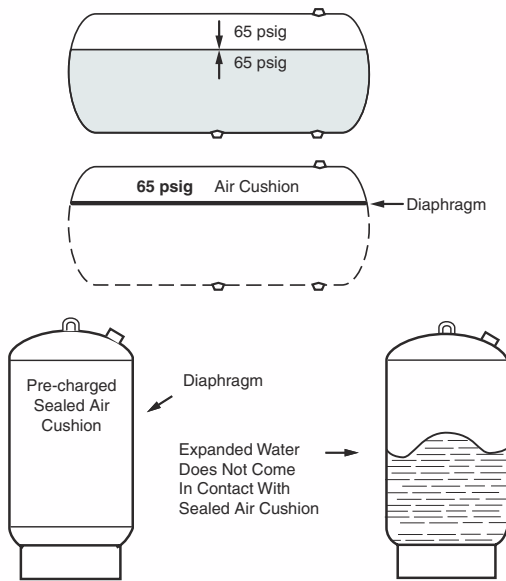 65 psig
65 psig
65 psig Air Cushion
Diaphragm
Pre-charged
Sealed Air
Cushion
Diaphragm
Expanded Water
Does Not Come
In Contact With
Sealed Air Cushion